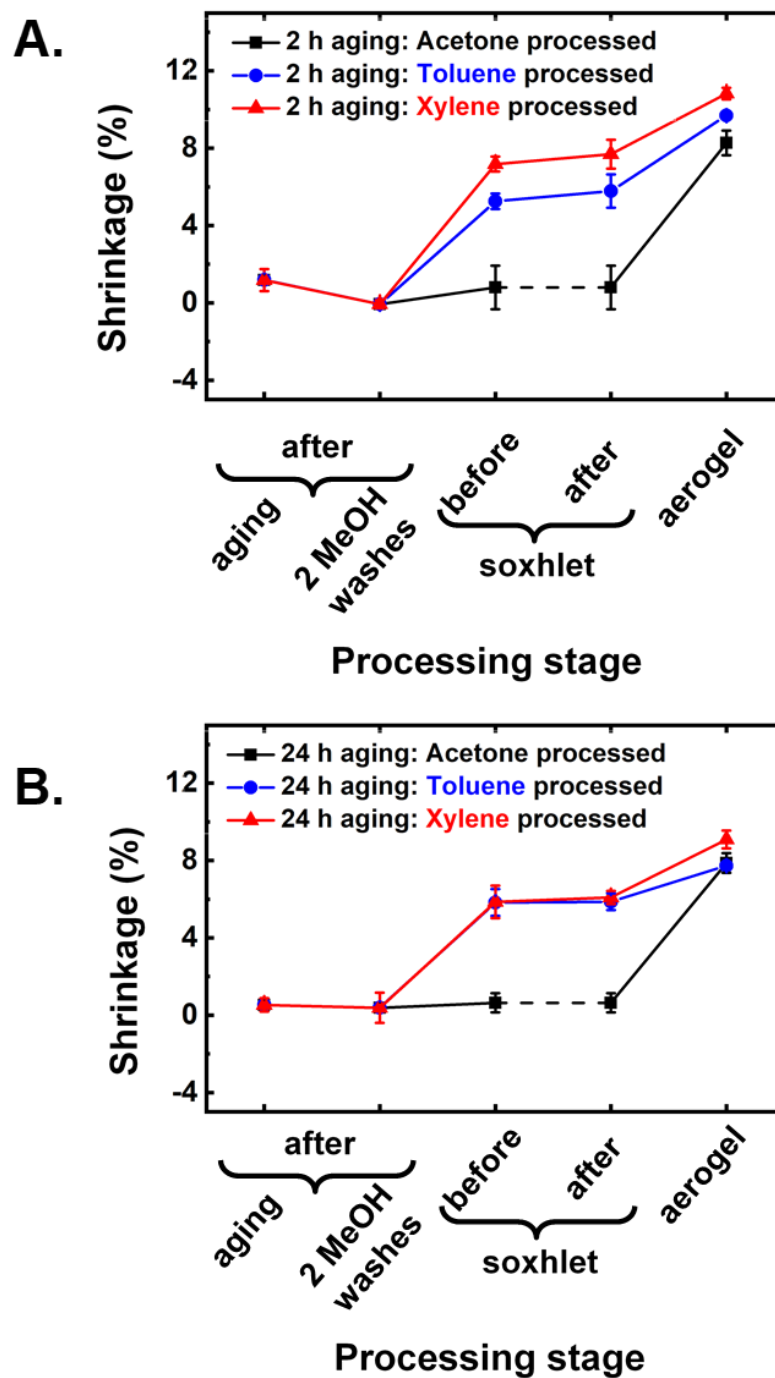 A.
2 h aging: Acetone processed
2 h aging: Toluene processed
2 h aging: Xylene processed
Shrinkage (%)
12
8
4
0
-4
after
aging
2 MeOH
washes
before
after
soxhlet
aerogel
Processing stage
B.
24 h aging: Acetone processed
24 h aging: Toluene processed
24 h aging: Xylene processed
Shrinkage (%)
12
8
4
0
-4
after
aging
2 MeOH
washes
before
after
soxhlet
aerogel
Processing stage